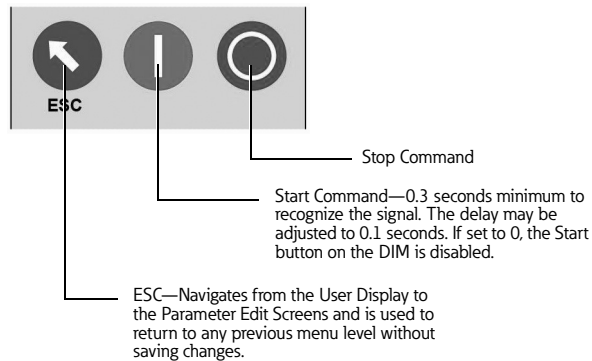 ESC
Stop Command
Start Command—0.3 seconds minimum to
recognize the signal. The delay may be
adjusted to 0.1 seconds. If set to 0, the Start
button on the DIM is disabled.
ESC—Navigates from the User Display to
the Parameter Edit Screens and is used to
return to any previous menu level without
saving changes.